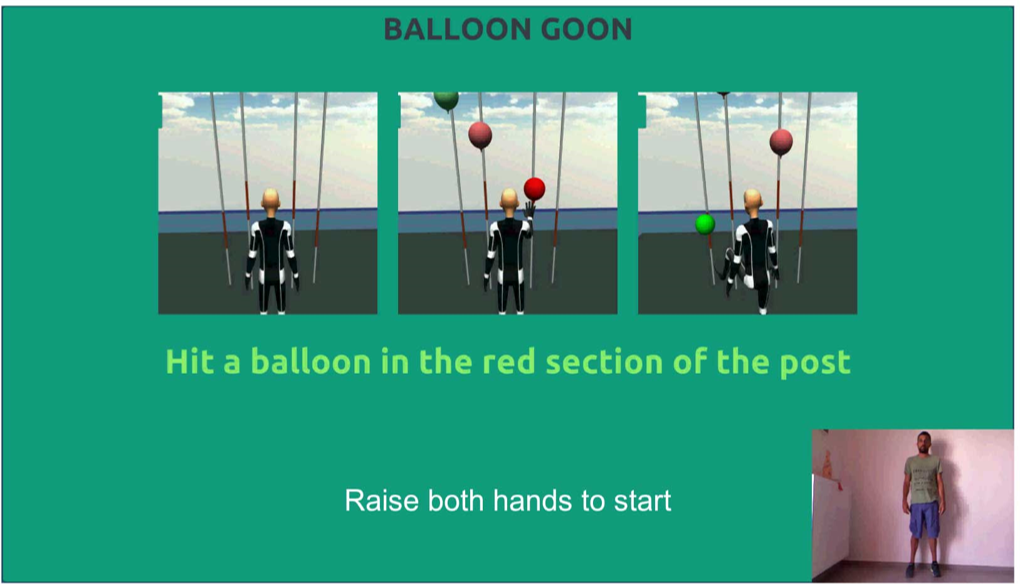 BALLOON GOON
Hit a balloon in the red section of the post
Raise both hands to start